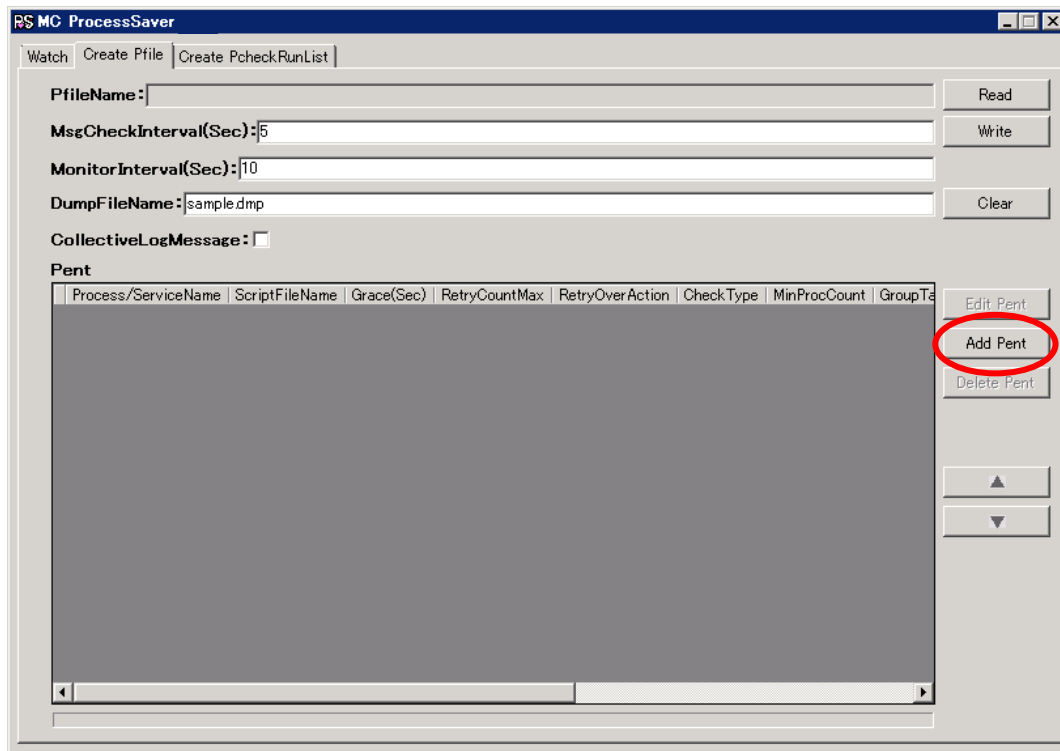 MC ProcessSaver
Watch Create Pfile Create PcheckRunList
PfileName: Read
MsgCheckInterval(Sec): 5 Write
MonitorInterval(Sec): 10
DumpFileName: sample.dmp Clear
CollectiveLogMessage:
Pent
Process/ServiceName ScriptFileName Grace(Sec) RetryCountMax RetryOverAction CheckType MinProcCount GroupTa
Edit Pent
Add Pent
Delete Pent
▲
▼